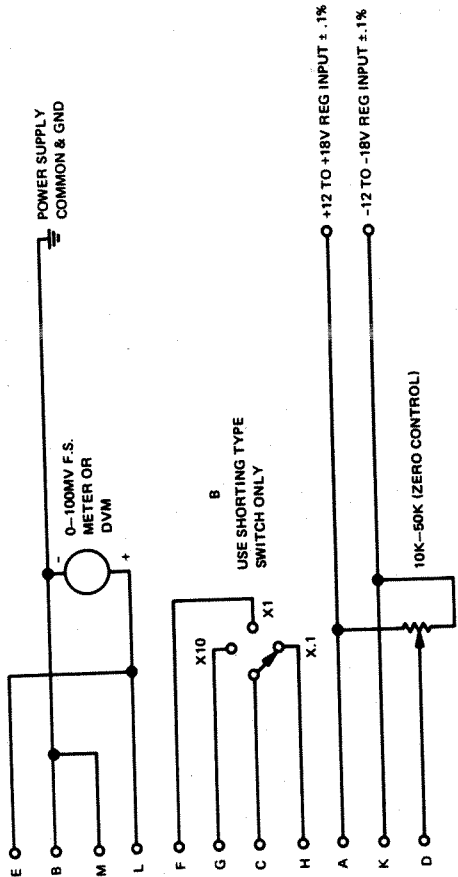 E
B
M
L
F
G
C
H
A
K
D
POWER SUPPLY
COMMON & GND
-
0–100MV F.S.
METER OR
DVM
+
B
USE SHORTING TYPE
SWITCH ONLY
X10
X1
X.1
+12 TO +18V REG INPUT ± .1%
-12 TO -18V REG INPUT ±.1%
10K–50K (ZERO CONTROL)